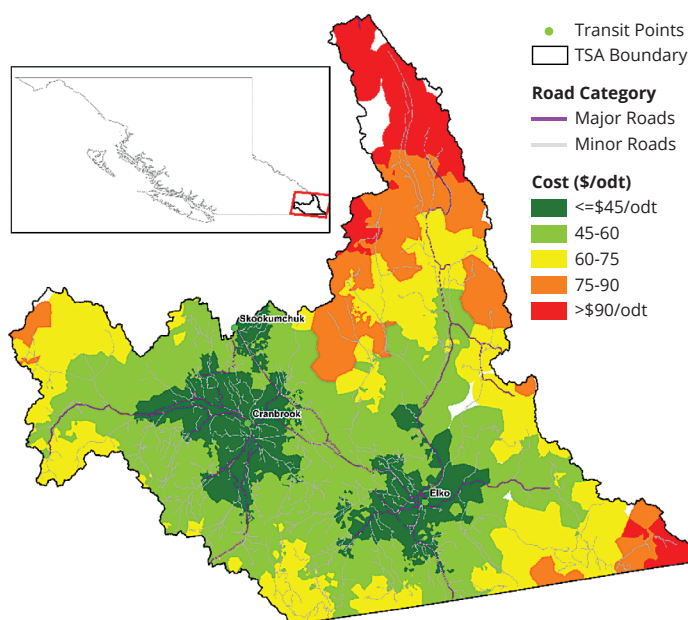 Transit Points
TSA Boundary
Road Category
Major Roads
Minor Roads
Cost ($/odt)
<=$45/odt
45-60
60-75
75-90
>$90/odt
Skookumchuk
Cranbrook
Elko